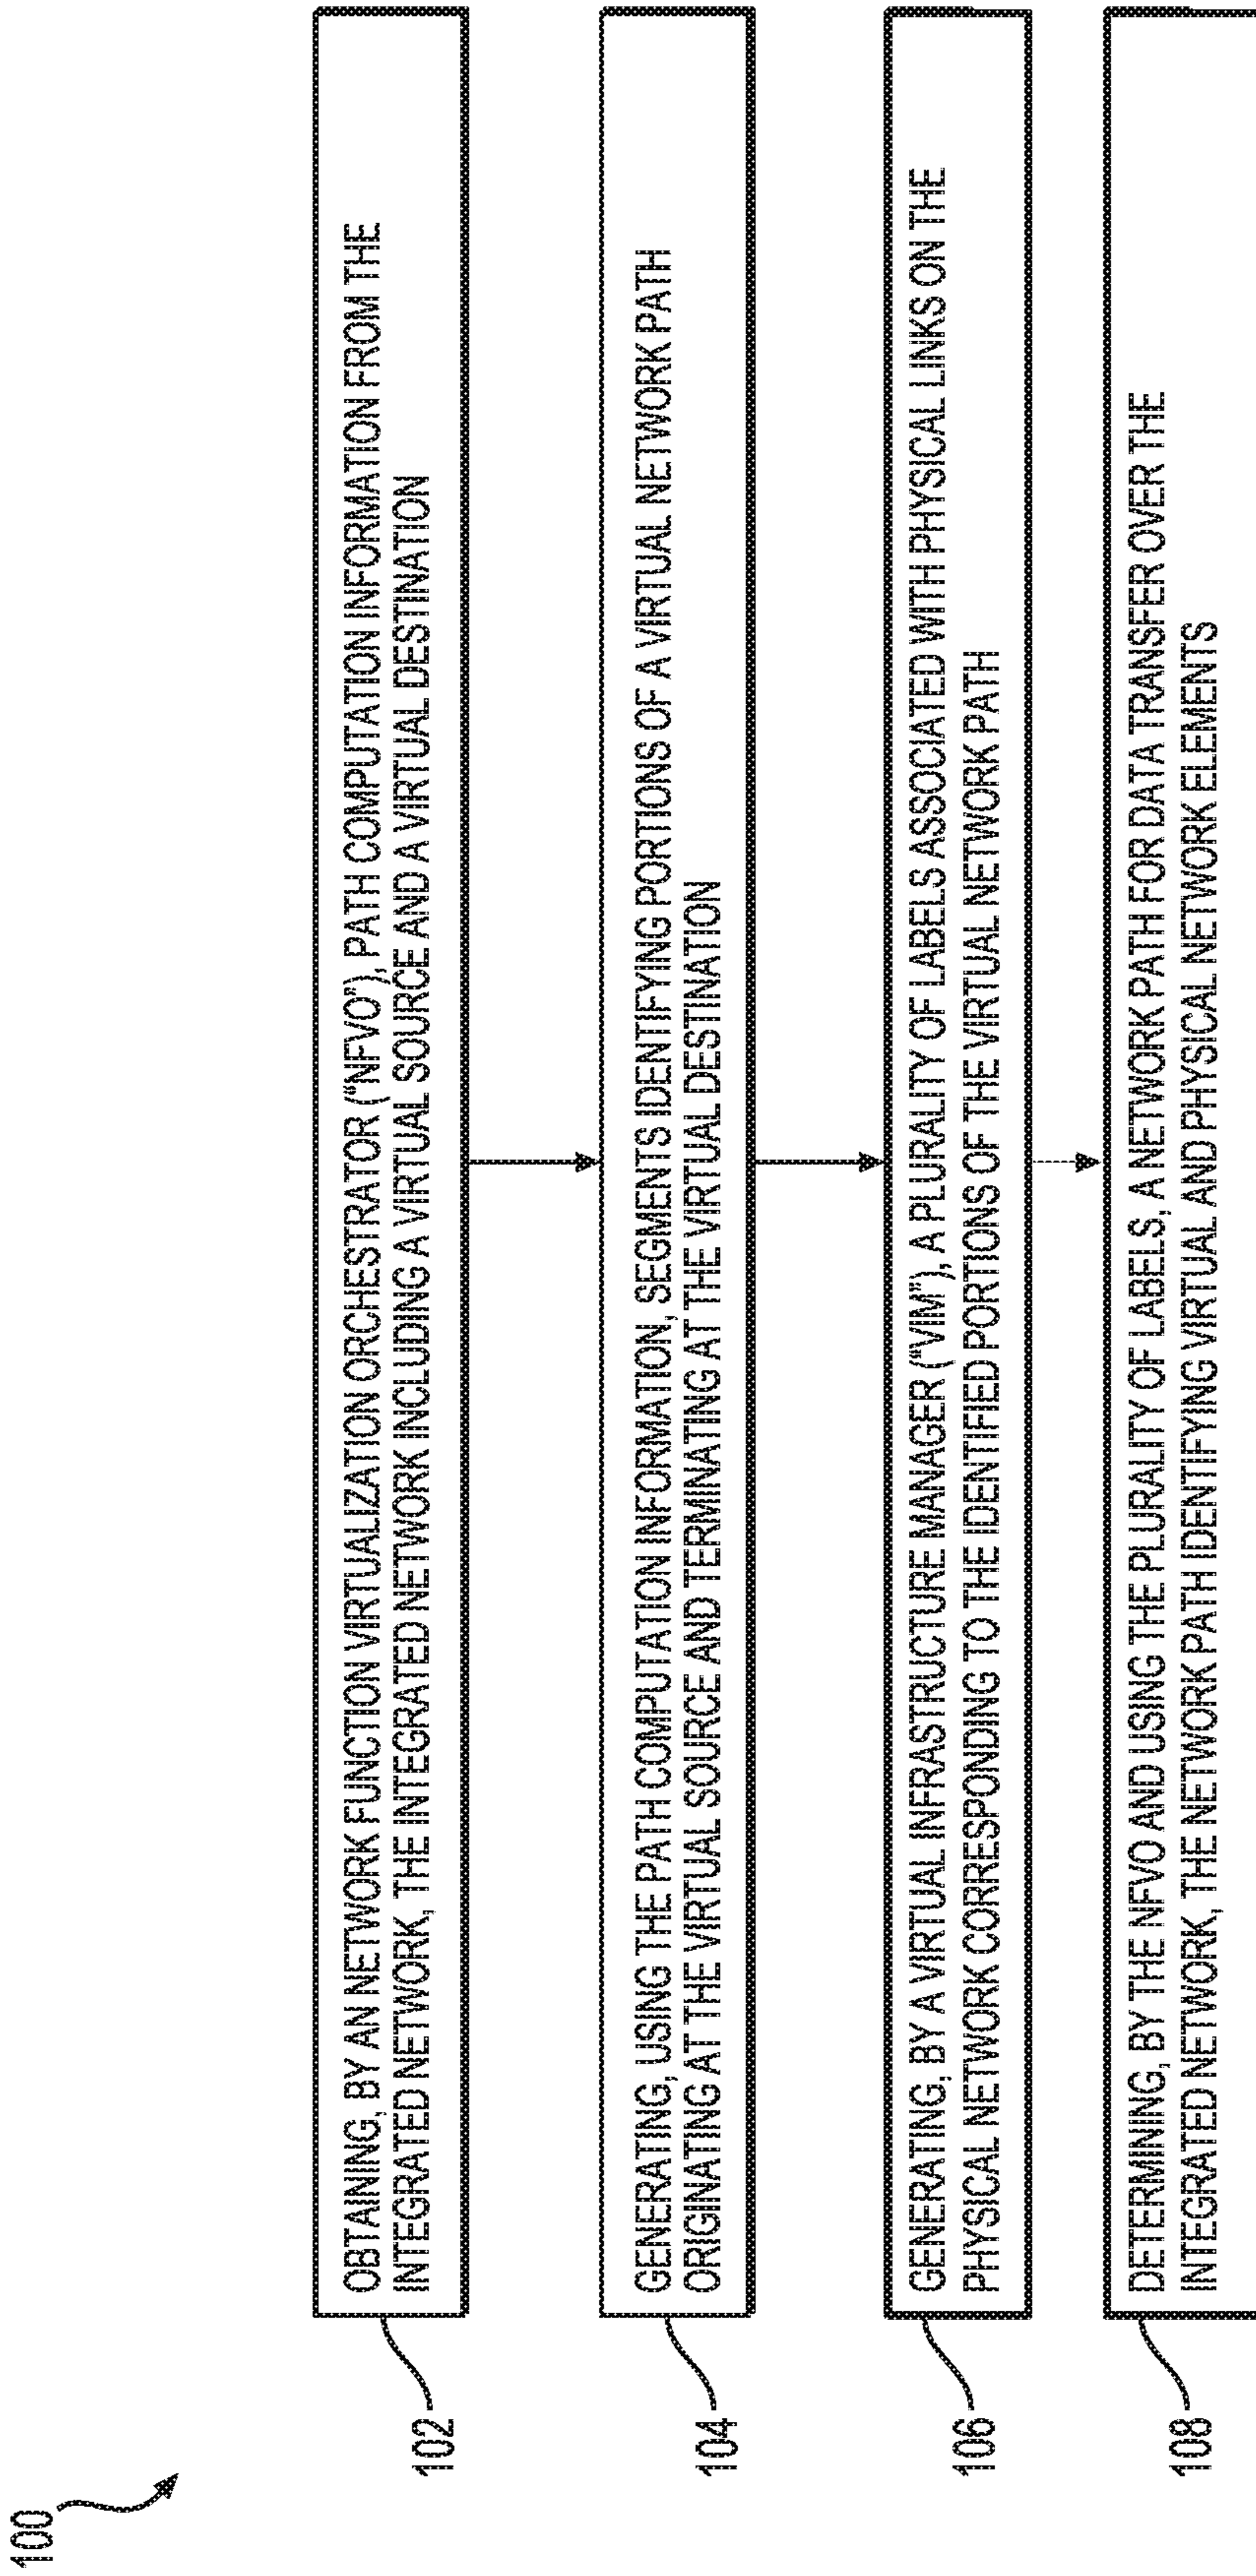 100
102
OBTAINING, BY AN NETWORK FUNCTION VIRTUALIZATION ORCHESTRATOR ("NFVO"), PATH COMPUTATION INFORMATION FROM THE
INTEGRATED NETWORK, THE INTEGRATED NETWORK INCLUDING A VIRTUAL SOURCE AND A VIRTUAL DESTINATION
104
GENERATING, USING THE PATH COMPUTATION INFORMATION, SEGMENTS IDENTIFYING PORTIONS OF A VIRTUAL NETWORK PATH
ORIGINATING AT THE VIRTUAL SOURCE AND TERMINATING AT THE VIRTUAL DESTINATION
106
GENERATING, BY A VIRTUAL INFRASTRUCTURE MANAGER ("VIM"), A PLURALITY OF LABELS ASSOCIATED WITH PHYSICAL LINKS ON THE
PHYSICAL NETWORK CORRESPONDING TO THE IDENTIFIED PORTIONS OF THE VIRTUAL NETWORK PATH
108
DETERMINING, BY THE NFVO AND USING THE PLURALITY OF LABELS, A NETWORK PATH FOR DATA TRANSFER OVER THE
INTEGRATED NETWORK, THE NETWORK PATH IDENTIFYING VIRTUAL AND PHYSICAL NETWORK ELEMENTS